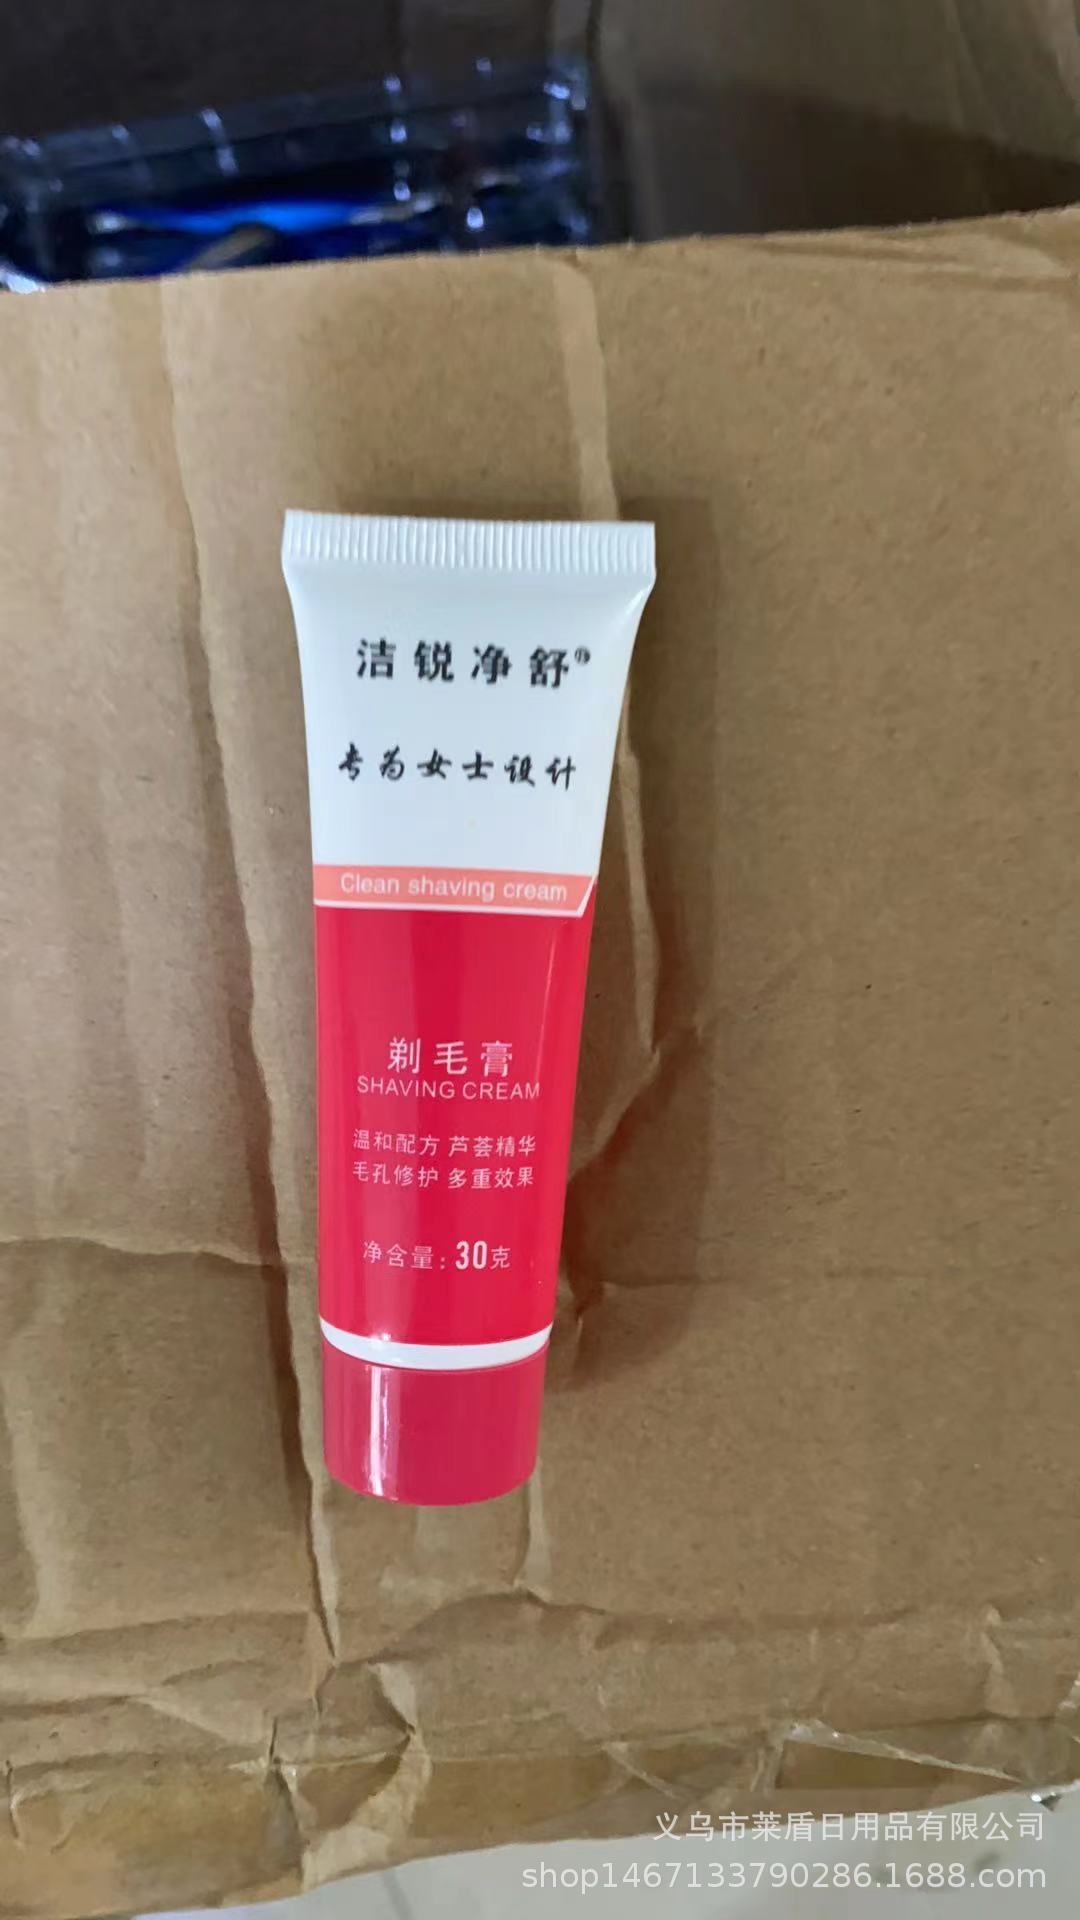 洁锐净舒®
专为女士设计
Clean shaving cream
剃毛膏
SHAVING CREAM
温和配方 芦荟精华
毛孔修护 多重效果
净含量：30克
义乌市莱盾日用品有限公司
shop1467133790286.1688.com